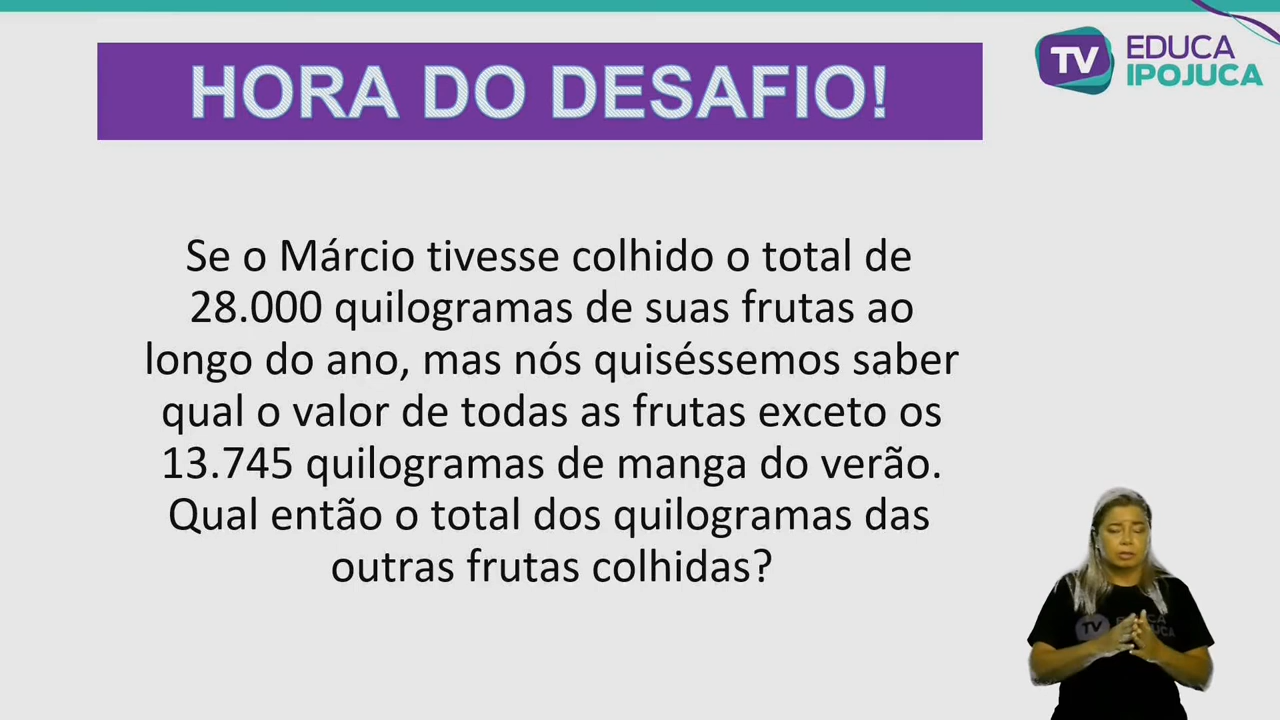 HORA DO DESAFIO!
TV EDUCA
IPOJUCA
Se o Márcio tivesse colhido o total de
28.000 quilogramas de suas frutas ao
longo do ano, mas nós quiséssemos saber
qual o valor de todas as frutas exceto os
13.745 quilogramas de manga do verão.
Qual então o total dos quilogramas das
outras frutas colhidas?
TV